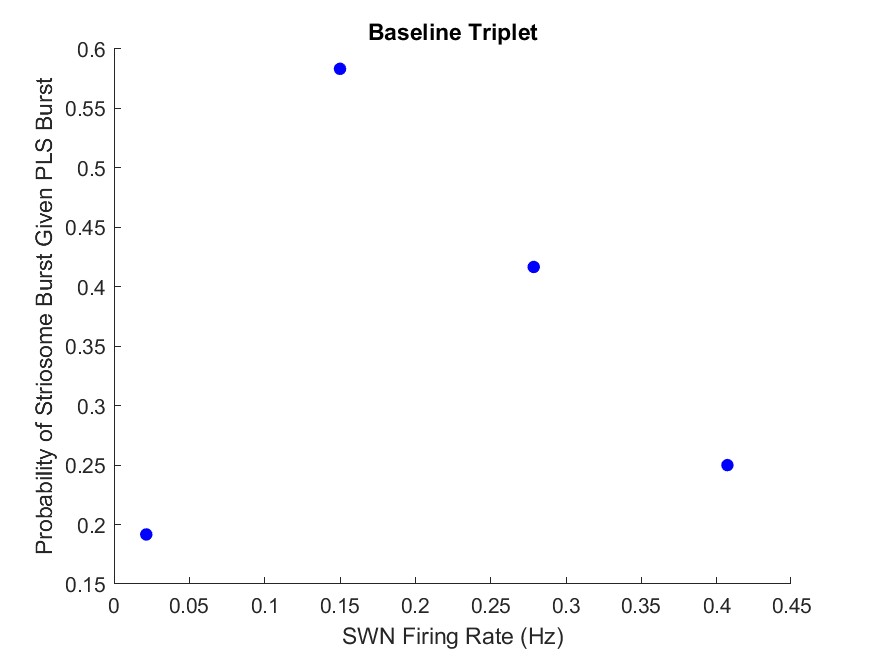 Baseline Triplet
Probability of Striosome Burst Given PLS Burst
0.6
0.55
0.5
0.45
0.4
0.35
0.3
0.25
0.2
0.15
0 0.05 0.1 0.15 0.2 0.25 0.3 0.35 0.4 0.45
SWN Firing Rate (Hz)